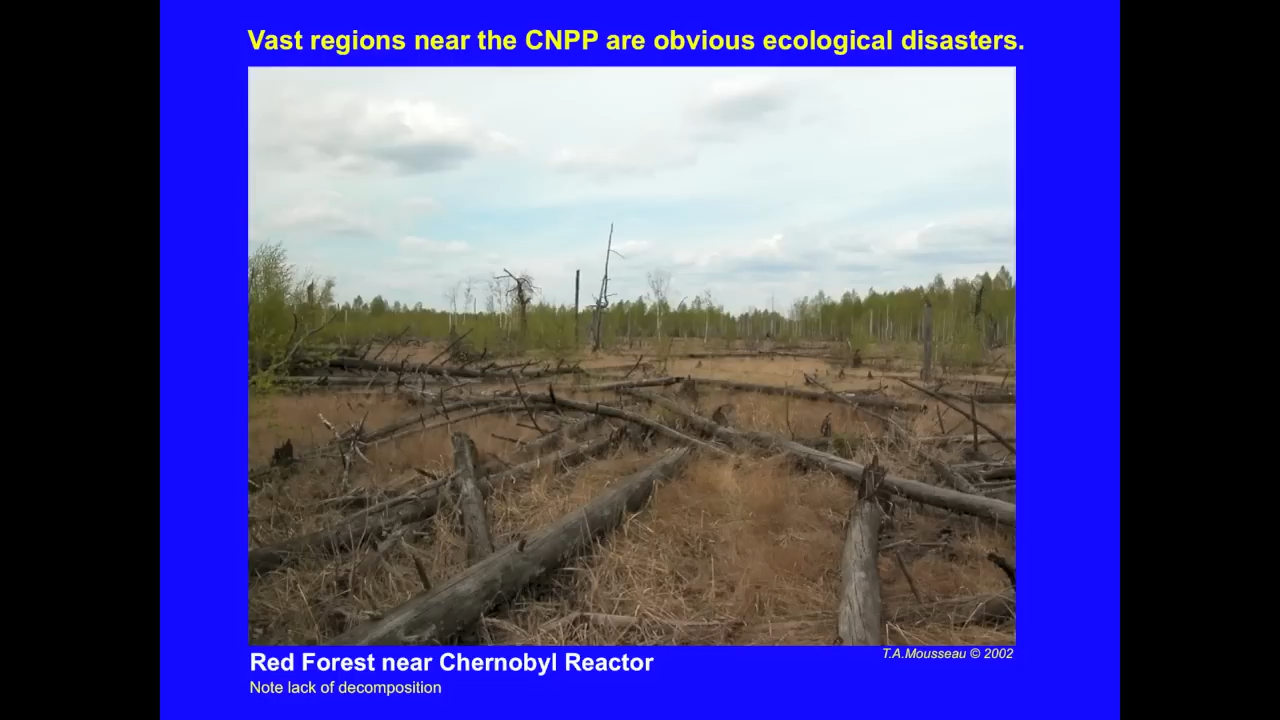 Vast regions near the CNPP are obvious ecological disasters.
T.A.Mousseau © 2002
Red Forest near Chernobyl Reactor
Note lack of decomposition